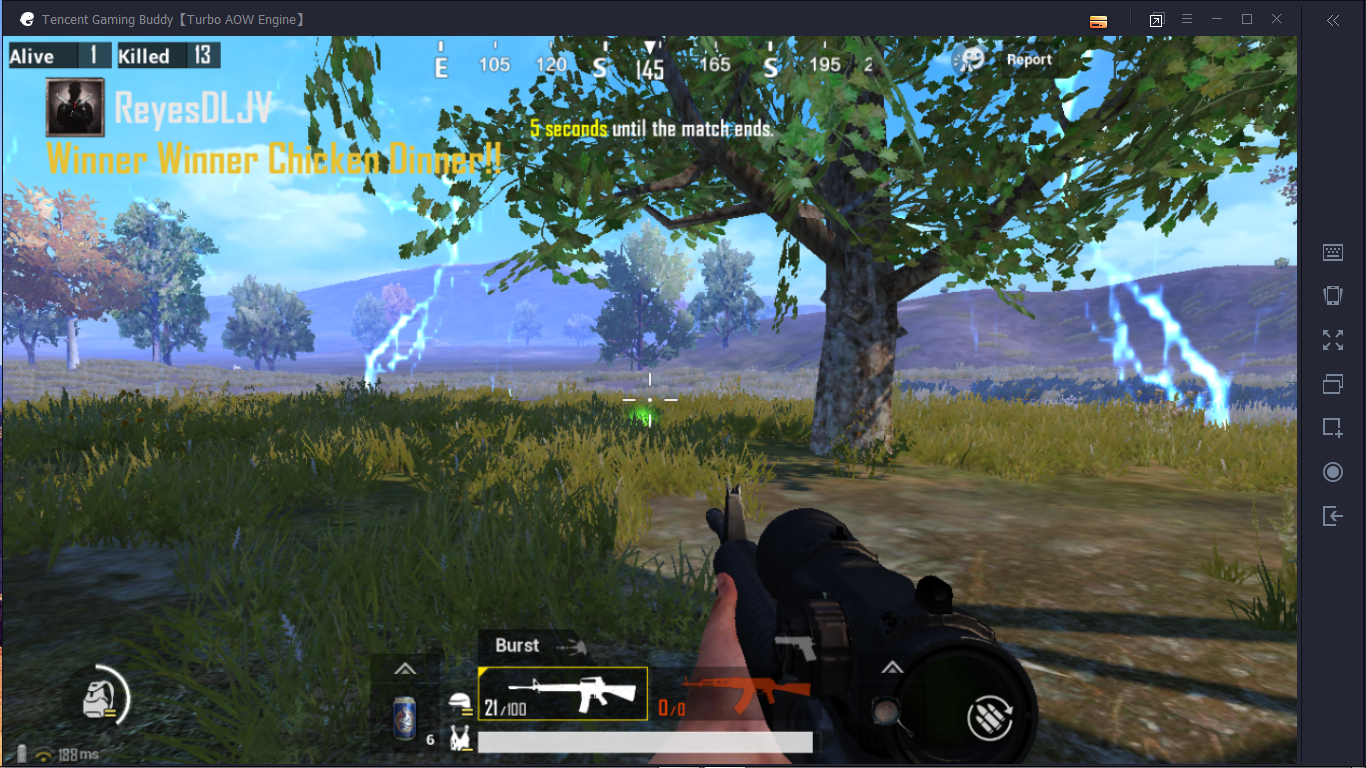 Tencent Gaming Buddy【Turbo AOW Engine】
Alive 1 Killed 13
E 105 120 S 145 165 S 195 2
Report
ReyesDLJV
5 seconds until the match ends.
Winner Winner Chicken Dinner!!
Burst
21/100
0/0
6
188ms